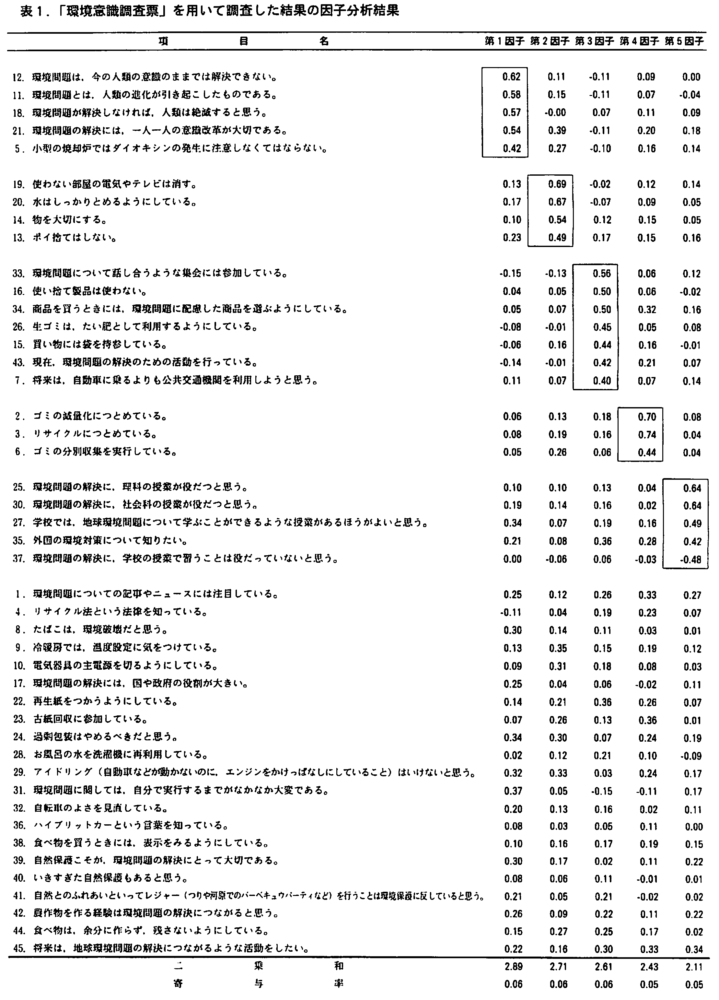 表1.「環境意識調査票」を用いて調査した結果の因子分析結果
項 目 名 第1因子 第2因子 第3因子 第4因子 第5因子
12. 環境問題は，今の人類の意識のままでは解決できない。 0.62 0.11 -0.11 0.09 0.00
11. 環境問題とは，人類の進化が引き起こしたものである。 0.58 0.15 -0.11 0.07 -0.04
18. 環境問題が解決しなければ，人類は絶滅すると思う。 0.57 -0.00 0.07 0.11 0.09
21. 環境問題の解決には，一人一人の意識改革が大切である。 0.54 0.39 -0.11 0.20 0.18
5. 小型の焼却炉ではダイオキシンの発生に注意しなくてはならない。 0.42 0.27 -0.10 0.16 0.14
19. 使わない部屋の電気やテレビは消す。 0.13 0.69 -0.02 0.12 0.14
20. 水はしっかりとめるようにしている。 0.17 0.67 -0.07 0.09 0.05
14. 物を大切にする。 0.10 0.54 0.12 0.15 0.05
13. ポイ捨てはしない。 0.23 0.49 0.17 0.15 0.16
33. 環境問題について話し合うような集会には参加している。 -0.15 -0.13 0.56 0.06 0.12
16. 使い捨て製品は使わない。 0.04 0.05 0.50 0.06 -0.02
34. 商品を買うときには，環境問題に配慮した商品を選ぶようにしている。 0.05 0.07 0.50 0.32 0.16
26. 生ゴミは，たい肥として利用するようにしている。 -0.08 -0.01 0.45 0.05 0.08
15. 買い物には袋を持参している。 -0.06 0.16 0.44 0.16 -0.01
43. 現在，環境問題の解決のための活動を行っている。 -0.14 -0.01 0.42 0.21 0.07
7. 将来は，自動車に乗るよりも公共交通機関を利用しようと思う。 0.11 0.07 0.40 0.07 0.14
2. ゴミの減量化につとめている。 0.06 0.13 0.18 0.70 0.08
3. リサイクルにつとめている。 0.08 0.19 0.16 0.74 0.04
6. ゴミの分別収集を実行している。 0.05 0.26 0.06 0.44 0.04
25. 環境問題の解決に，理科の授業が役だつと思う。 0.10 0.10 0.13 0.04 0.64
30. 環境問題の解決に，社会科の授業が役だつと思う。 0.19 0.14 0.16 0.02 0.64
27. 学校では，地球環境問題について学ぶことができるような授業があるほうがよいと思う。 0.34 0.07 0.19 0.16 0.49
35. 外国の環境対策について知りたい。 0.21 0.08 0.36 0.28 0.42
37. 環境問題の解決に，学校の授業で習うことは役だっていないと思う。 0.00 -0.06 0.06 -0.03 -0.48
1. 環境問題についての記事やニュースには注目している。 0.25 0.12 0.26 0.33 0.27
4. リサイクル法という法律を知っている。 -0.11 0.04 0.19 0.23 0.07
8. たばこは，環境破壊だと思う。 0.30 0.14 0.11 0.03 0.01
9. 冷暖房では，温度設定に気をつけている。 0.13 0.35 0.15 0.19 0.12
10. 電気器具の主電源を切るようにしている。 0.09 0.31 0.18 0.08 0.03
17. 環境問題の解決には，国や政府の役割が大きい。 0.25 0.04 0.06 -0.02 0.11
22. 再生紙をつかうようにしている。 0.14 0.21 0.36 0.26 0.07
23. 古紙回収に参加している。 0.07 0.26 0.13 0.36 0.01
24. 過剰包装はやめるべきだと思う。 0.34 0.30 0.07 0.24 0.19
28. お風呂の水を洗濯機に再利用している。 0.02 0.12 0.21 0.10 -0.09
29. アイドリング（自動車などが動かないのに，エンジンをかけっぱなしにしていること）はいけないと思う。 0.32 0.33 0.03 0.24 0.17
31. 環境問題に関しては，自分で実行するまでがなかなか大変である。 0.37 0.05 -0.15 -0.11 0.17
32. 自転車のよさを見直している。 0.20 0.13 0.16 0.02 0.11
36. ハイブリットカーという言葉を知っている。 0.08 0.03 0.05 0.11 0.00
38. 食べ物を買うときには，表示をみるようにしている。 0.10 0.16 0.17 0.19 0.15
39. 自然保護こそが，環境問題の解決にとって大切である。 0.30 0.17 0.02 0.11 0.22
40. いきすぎた自然保護もあると思う。 0.08 0.06 0.11 -0.01 0.01
41. 自然とのふれあいといってレジャー（つりや河原でのバーベキュウパーティなど）を行うことは環境保護に反していると思う。 0.21 0.05 0.21 -0.02 0.02
42. 農作物を作る経験は環境問題の解決につながると思う。 0.26 0.09 0.22 0.11 0.22
44. 食べ物は，余分に作らず，残さないようにしている。 0.15 0.27 0.25 0.17 0.02
45. 将来は，地球環境問題の解決につながるような活動をしたい。 0.22 0.16 0.30 0.33 0.34
二 乗 和 2.89 2.71 2.61 2.43 2.11
寄 与 率 0.06 0.06 0.06 0.05 0.05